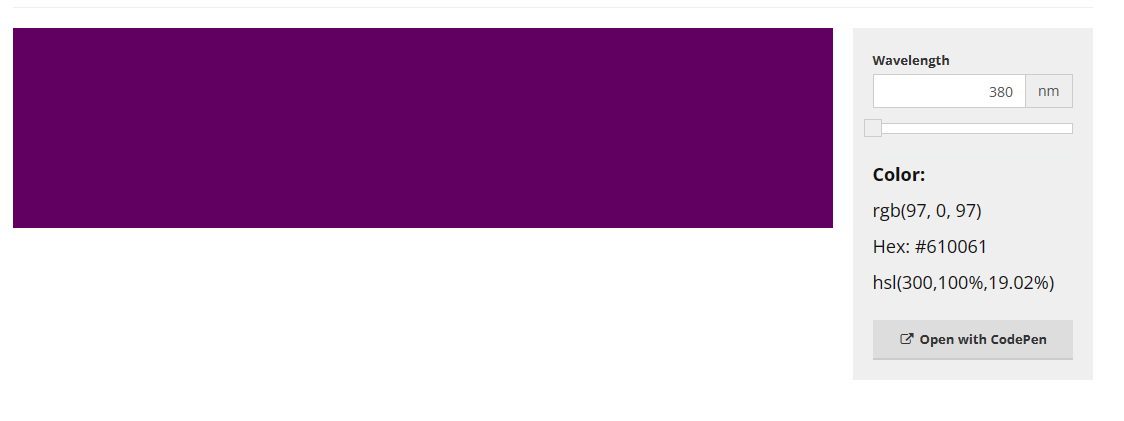 Wavelength
380 nm
Color:
rgb(97, 0, 97)
Hex: #610061
hsl(300,100%,19.02%)
Open with CodePen